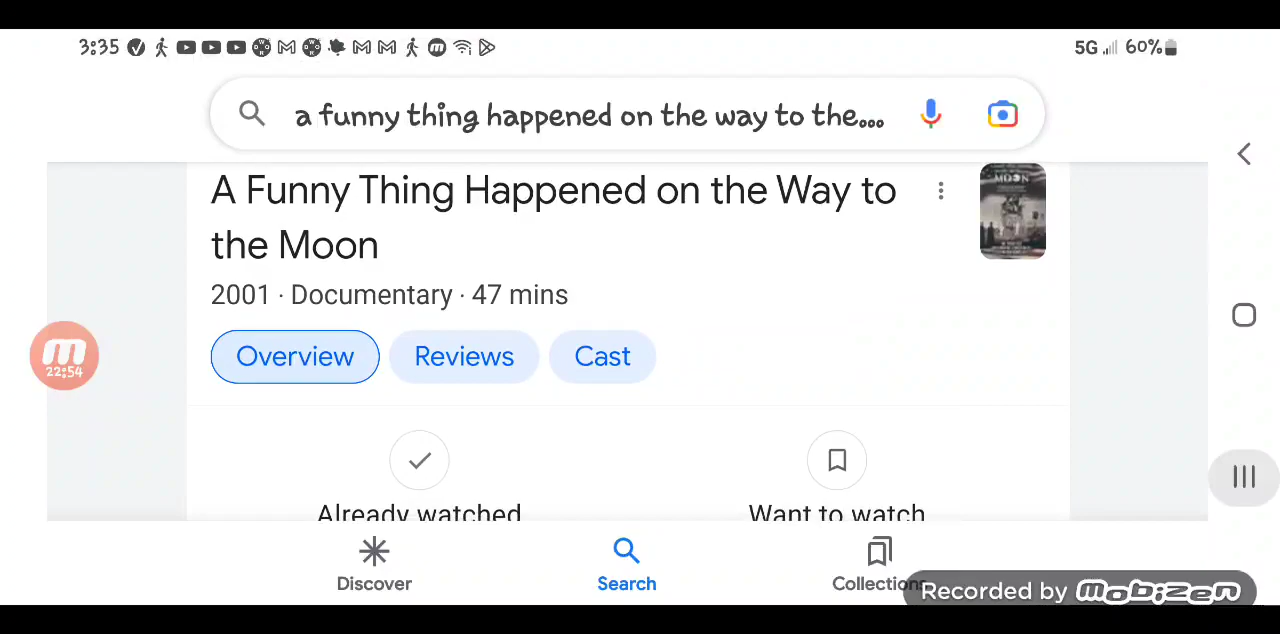 3:35
5G 60%
a funny thing happened on the way to the...
A Funny Thing Happened on the Way to
the Moon
MOON
2001 · Documentary · 47 mins
22:54
Overview Reviews Cast
Already watched Want to watch
Discover Search Collections
Recorded by mobizen